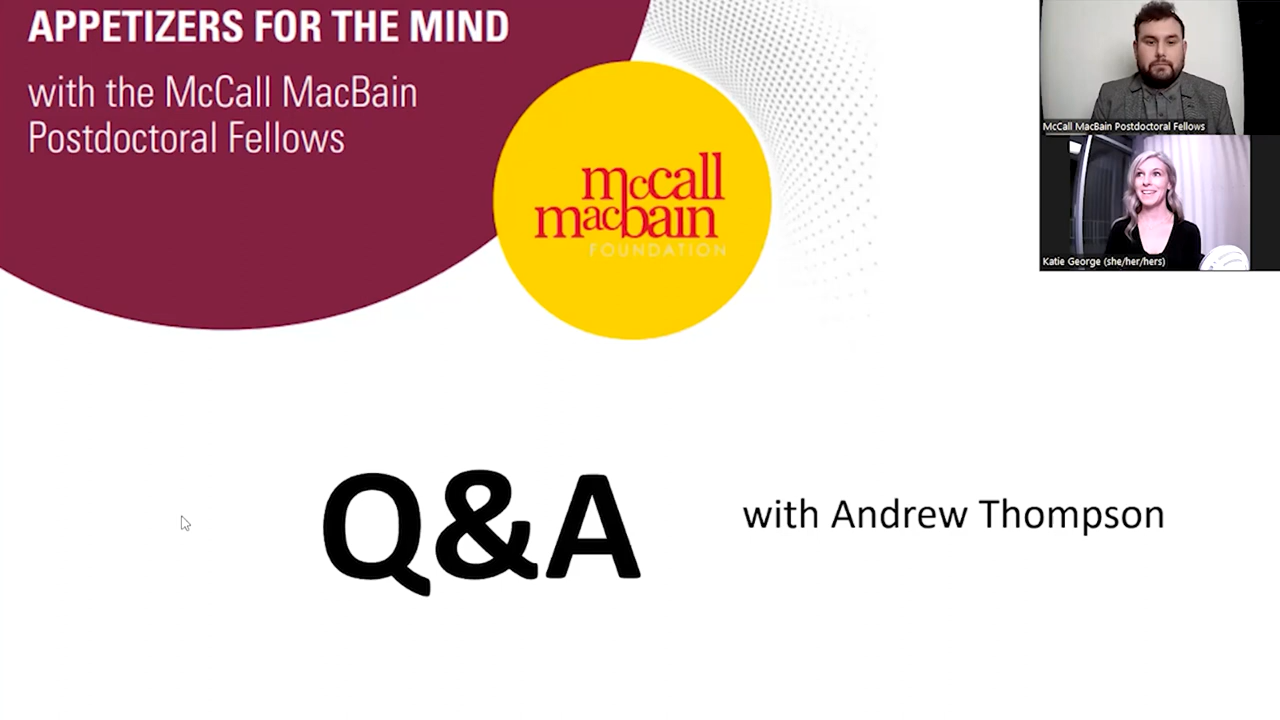 APPETIZERS FOR THE MIND
with the McCall MacBain
Postdoctoral Fellows
mccall
macbain
FOUNDATION
McCall MacBain Postdoctoral Fellows
Katie George (she/her/hers)
Q&A
with Andrew Thompson